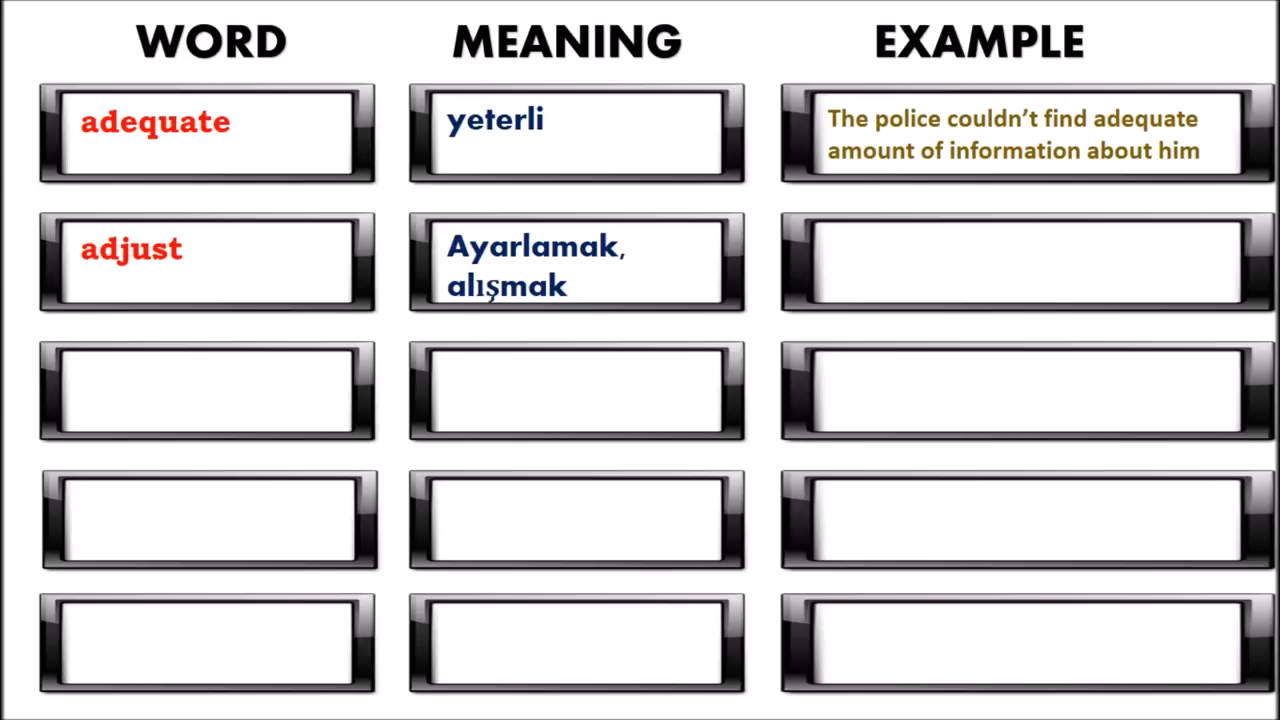 WORD MEANING EXAMPLE
adequate
yeterli
The police couldn't find adequate
amount of information about him
adjust
Ayarlamak,
alışmak